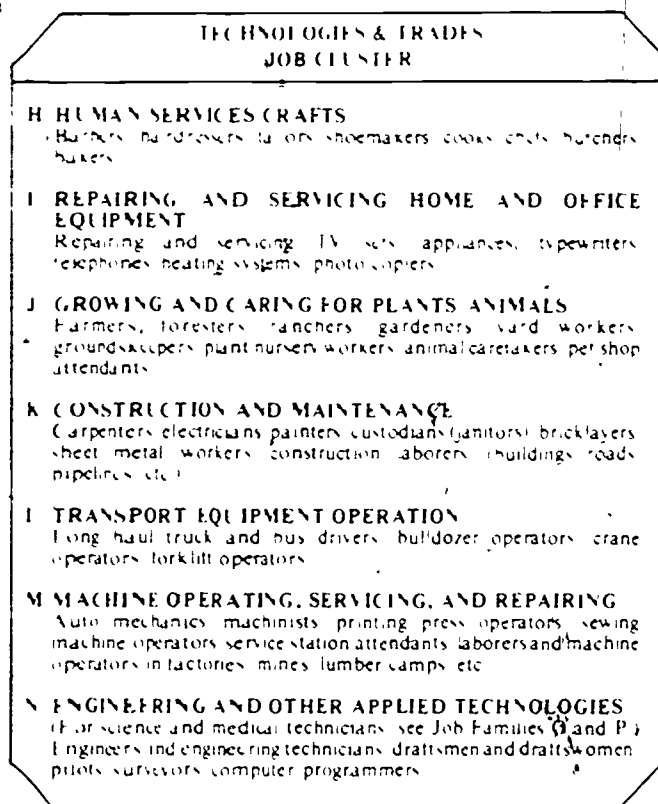 TECHNOLOGIES & TRADES
JOB CLUSTER
H HUMAN SERVICES CRAFTS
Barbers hairdressers tailors shoemakers cooks chefs butchers
bakers
I REPAIRING AND SERVICING HOME AND OFFICE
EQUIPMENT
Repairing and servicing TV sets appliances, typewriters
telephones heating systems photo copiers
J GROWING AND CARING FOR PLANTS ANIMALS
Farmers, foresters ranchers gardeners yard workers
groundskeepers plant nursery workers animal caretakers pet shop
attendants
K CONSTRUCTION AND MAINTENANCE
Carpenters electricians painters custodians (janitors) bricklayers
sheet metal workers construction laborers (buildings roads
pipelines etc)
L TRANSPORT EQUIPMENT OPERATION
Long haul truck and bus drivers bulldozer operators crane
operators forklift operators
M MACHINE OPERATING, SERVICING, AND REPAIRING
Auto mechanics machinists printing press operators sewing
machine operators service station attendants laborers and machine
operators in factories mines lumber camps etc
N ENGINEERING AND OTHER APPLIED TECHNOLOGIES
(For science and medical technicians see Job Families O and P)
Engineers and engineering technicians draftsmen and draftswomen
pilots surveyors computer programmers